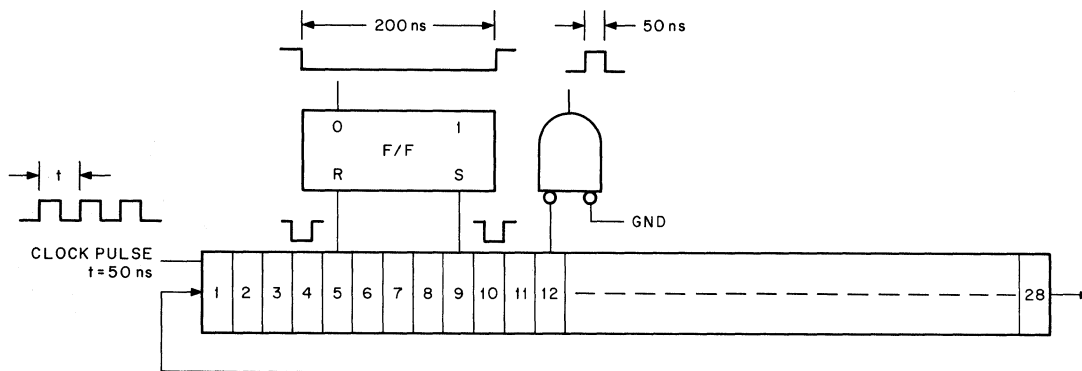 200 ns
50 ns
0 1
F/F
R S
t
GND
CLOCK PULSE
t = 50 ns
1 2 3 4 5 6 7 8 9 10 11 12 28